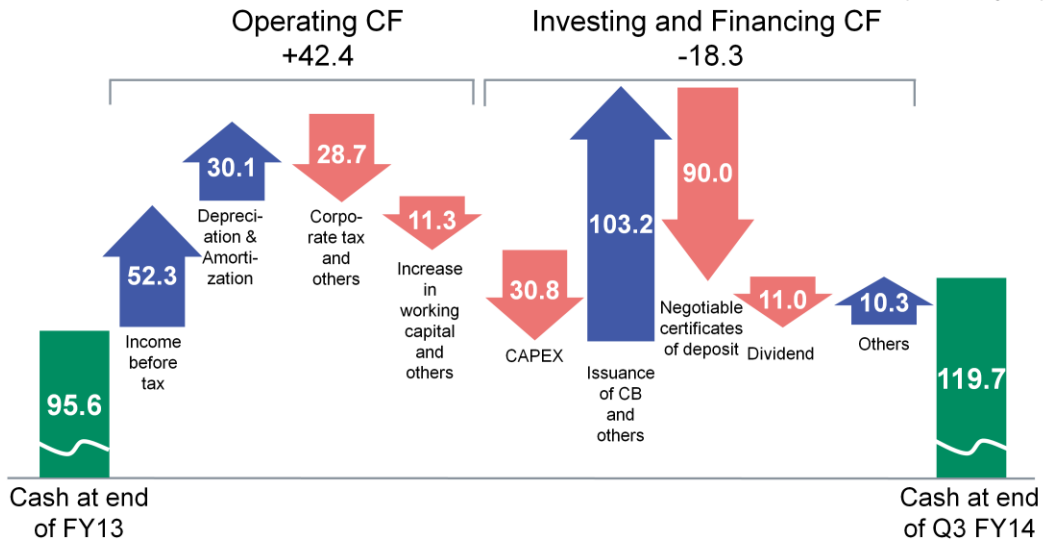 Operating CF
+42.4
Investing and Financing CF
-18.3
95.6
Cash at end
of FY13
52.3
Income
before
tax
30.1
Depreci-
ation &
Amorti-
zation
28.7
Corpo-
rate tax
and
others
11.3
Increase
in
working
capital
and
others
30.8
CAPEX
103.2
Issuance
of CB
and
others
90.0
Negotiable
certificates
of deposit
11.0
Dividend
10.3
Others
119.7
Cash at end
of Q3 FY14